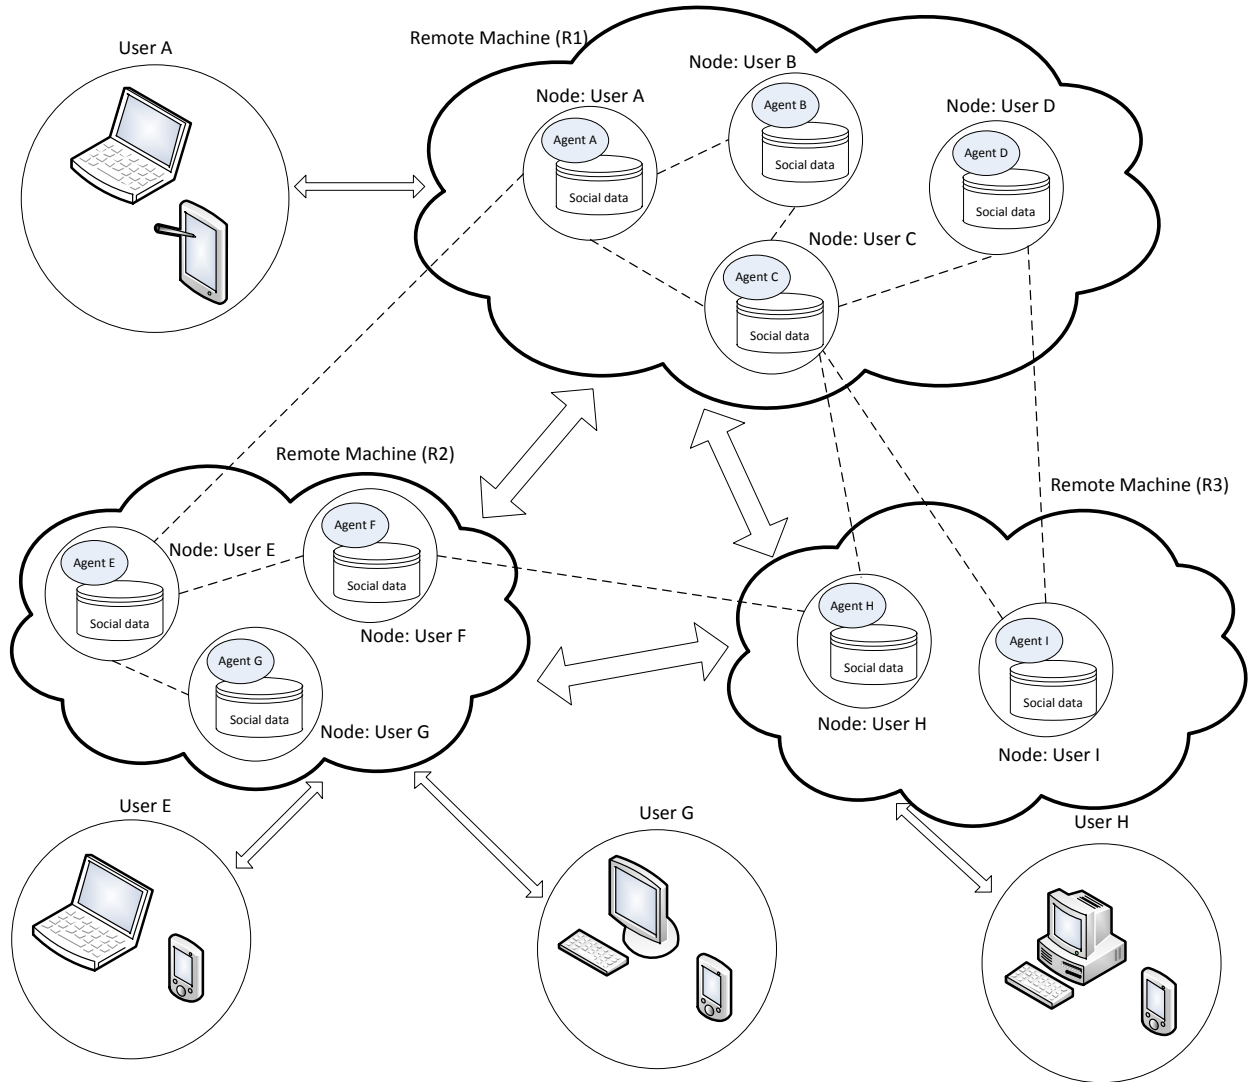 User A
Remote Machine (R1)
Node: User B
Node: User A
Agent B
Node: User D
Agent A
Social data
Agent D
Social data
Social data
Node: User C
Agent C
Social data
Remote Machine (R2)
Remote Machine (R3)
Agent F
Node: User E
Agent E
Social data
Social data
Node: User F
Agent H
Agent I
Social data
Agent G
Social data
Social data
Node: User G
Node: User H
Node: User I
User E
User G
User H